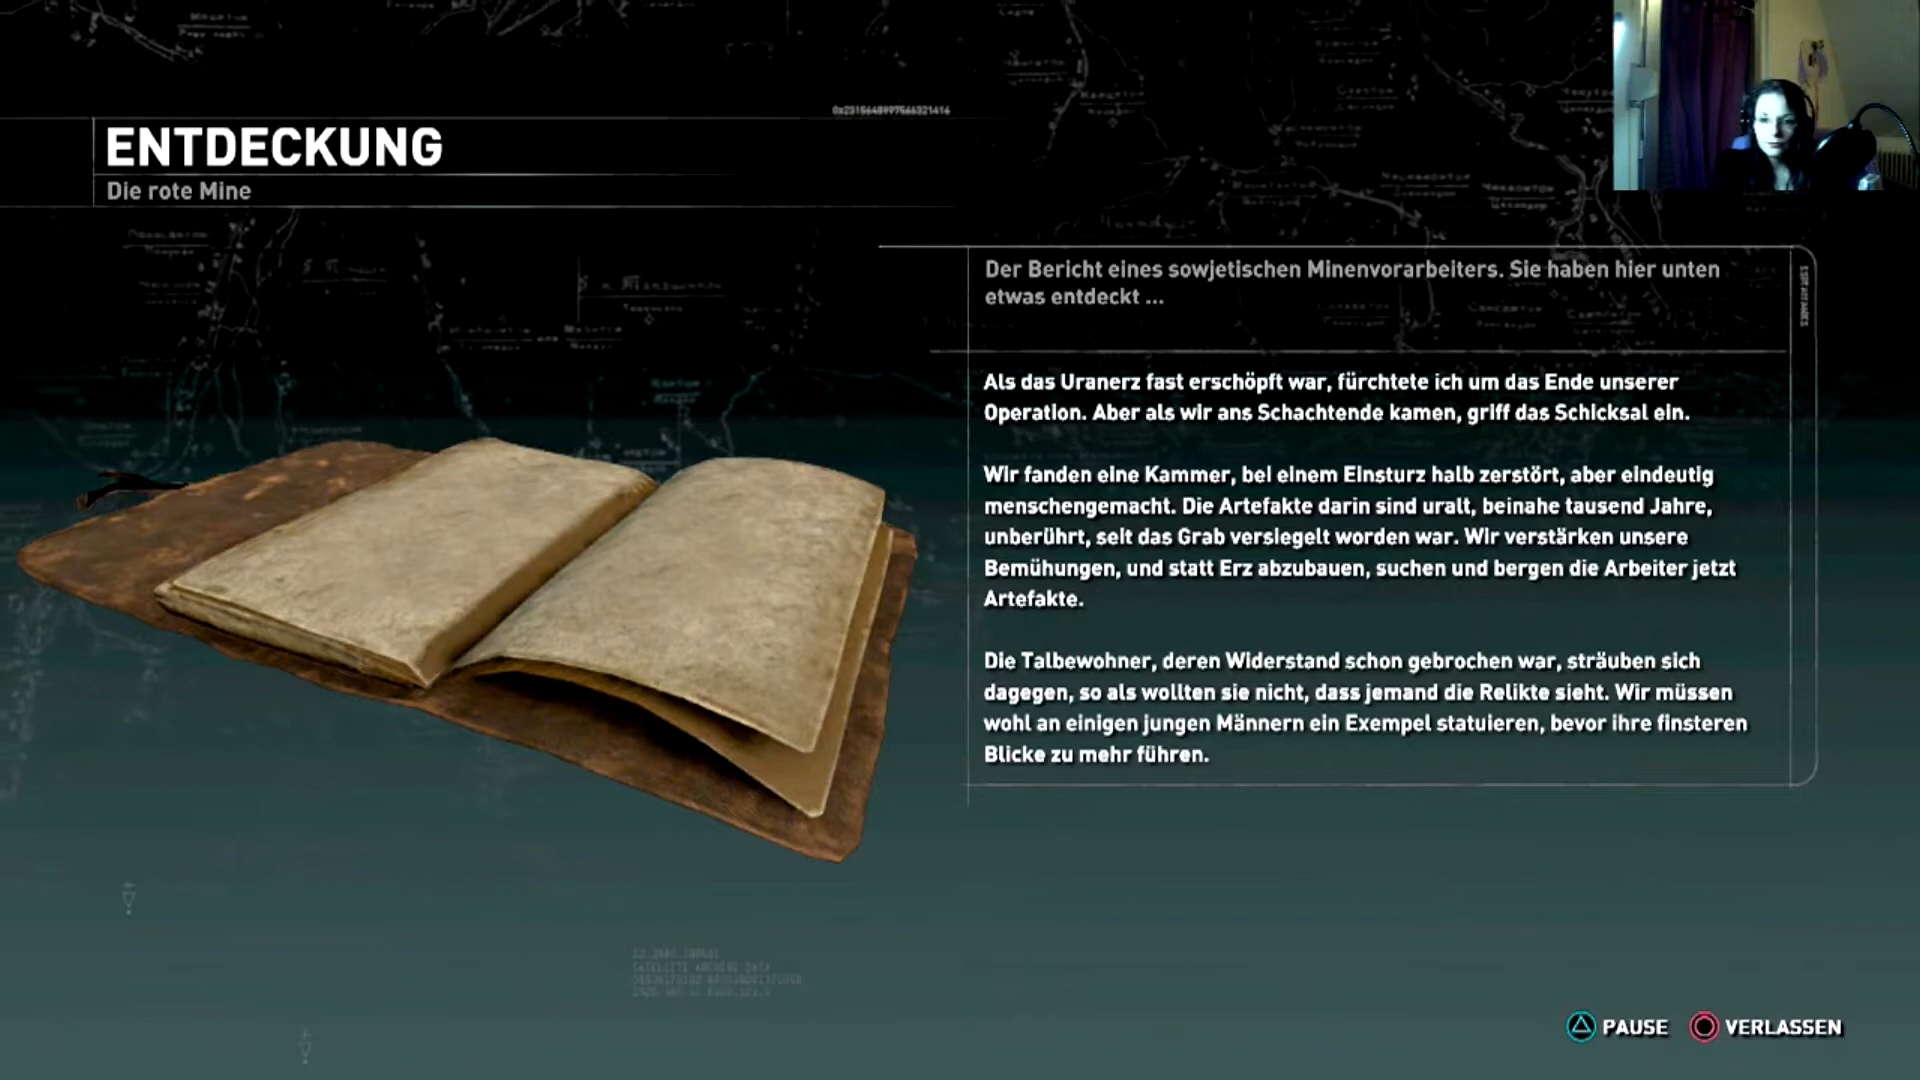 ENTDECKUNG
Die rote Mine
Der Bericht eines sowjetischen Minenvorarbeiters. Sie haben hier unten
etwas entdeckt ...
Als das Uranerz fast erschöpft war, fürchtete ich um das Ende unserer
Operation. Aber als wir ans Schachtende kamen, griff das Schicksal ein.
Wir fanden eine Kammer, bei einem Einsturz halb zerstört, aber eindeutig
menschengemacht. Die Artefakte darin sind uralt, beinahe tausend Jahre,
unberührt, seit das Grab versiegelt worden war. Wir verstärken unsere
Bemühungen, und statt Erz abzubauen, suchen und bergen die Arbeiter jetzt
Artefakte.
Die Talbewohner, deren Widerstand schon gebrochen war, sträuben sich
dagegen, so als wollten sie nicht, dass jemand die Relikte sieht. Wir müssen
wohl an einigen jungen Männern ein Exempel statuieren, bevor ihre finsteren
Blicke zu mehr führen.
PAUSE VERLASSEN